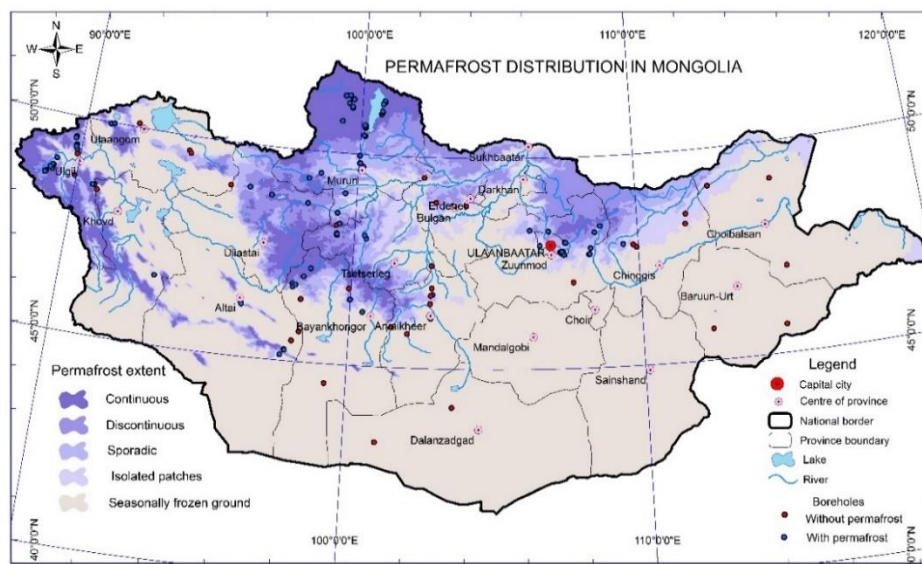 90°0'0"E
100°0'0"E
110°0'0"E
120°0'0"E
N
W E
S
PERMAFROST DISTRIBUTION IN MONGOLIA
50°0'0"N
50°0'0"N
Ulaangom
Ulgii
Sukhbaatar
Murun
Darkhan
Erdenet
Bulgan
Khovd
Choibalsan
Uliastai
ULAANBAATAR
Zuunmod
Tsetserleg
Chinggis
Altai
Baruun-Urt
Bayankhongor
Arvaikheer
Choir
45°0'0"N
45°0'0"N
Mandalgobi
Sainshand
Dalanzadgad
Permafrost extent
Continuous
Discontinuous
Sporadic
Isolated patches
Seasonally frozen ground
Legend
Capital city
Centre of province
National border
Province boundary
Lake
River
Boreholes
Without permafrost
With permafrost
40°0'0"N
40°0'0"N
100°0'0"E
110°0'0"E